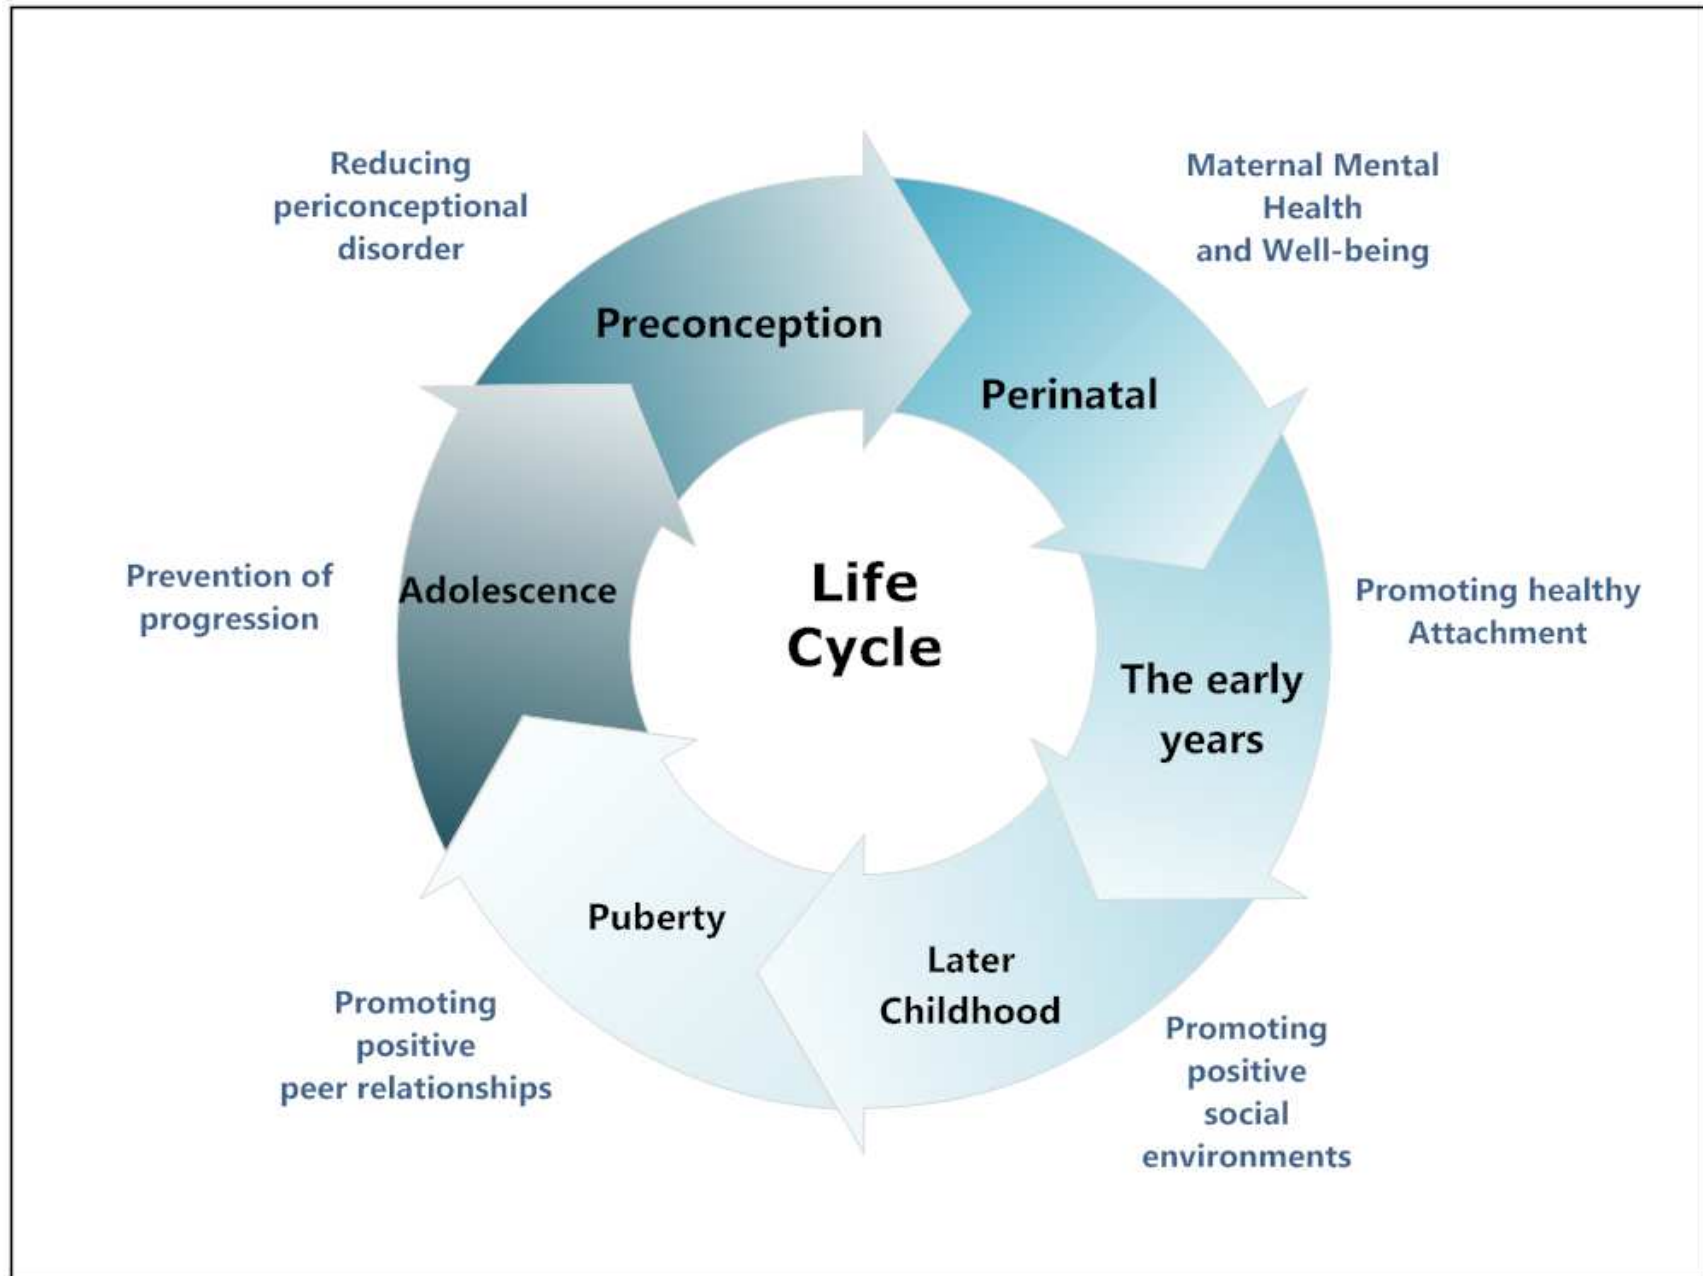 Reducing
periconceptional
disorder
Maternal Mental
Health
and Well-being
Preconception
Perinatal
Life
Cycle
Adolescence
Prevention of
progression
Promoting healthy
Attachment
The early
years
Puberty
Later
Childhood
Promoting
positive
peer relationships
Promoting
positive
social
environments